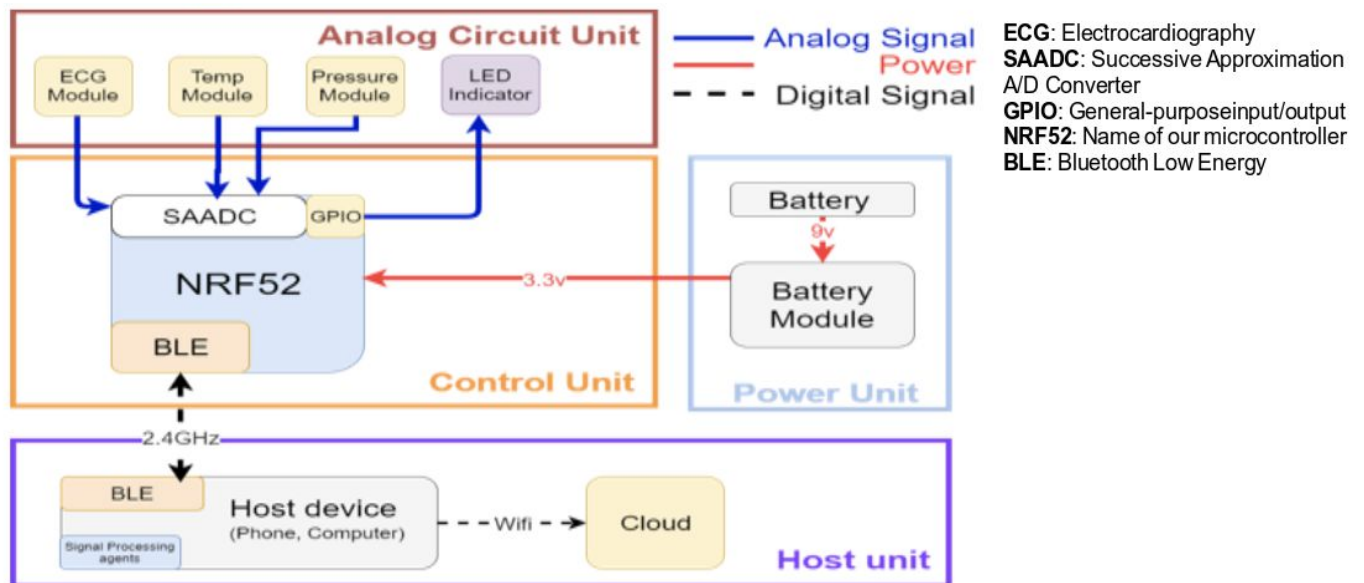 Analog Circuit Unit
ECG
Module
Temp
Module
Pressure
Module
LED
Indicator
Analog Signal
Power
Digital Signal
ECG: Electrocardiography
SAADC: Successive Approximation
A/D Converter
GPIO: General-purposeinput/output
NRF52: Name of our microcontroller
BLE: Bluetooth Low Energy
SAADC
GPIO
NRF52
BLE
Control Unit
3.3v
Battery
9v
Battery
Module
Power Unit
2.4GHz
BLE
Host device
(Phone, Computer)
Signal Processing
agents
Wifi
Cloud
Host unit